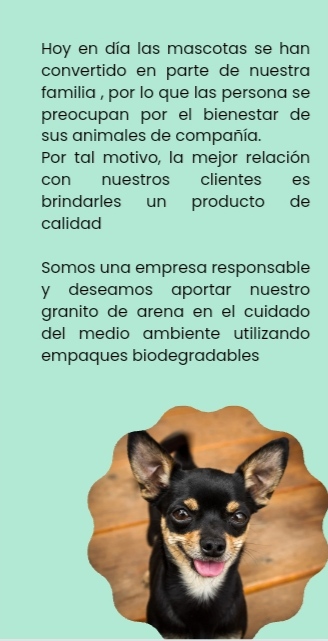 Hoy en día las mascotas se han
convertido en parte de nuestra
familia , por lo que las persona se
preocupan por el bienestar de
sus animales de compañía.
Por tal motivo, la mejor relación
con nuestros clientes es
brindarles un producto de
calidad
Somos una empresa responsable
y deseamos aportar nuestro
granito de arena en el cuidado
del medio ambiente utilizando
empaques biodegradables